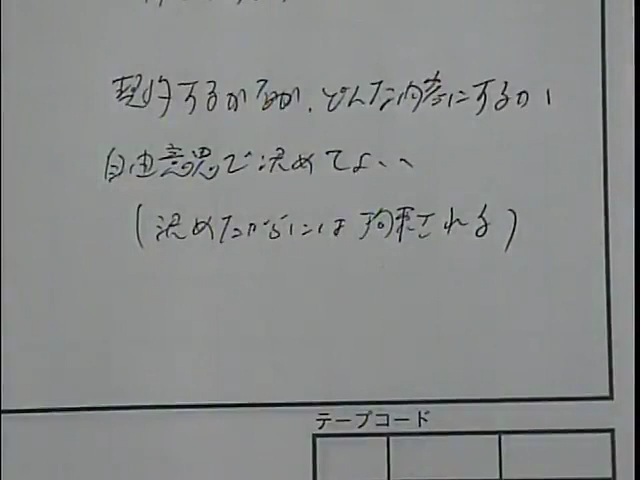 契約するか否か、どんな内容にするか
自由意思で決めてよい
(決めたからには拘束される)
テープコード